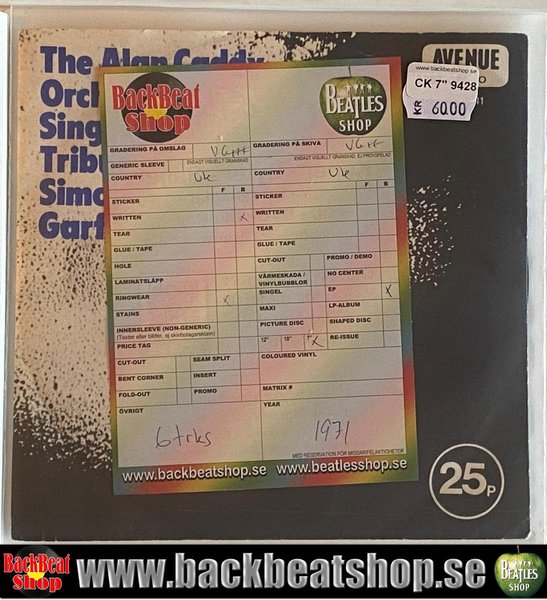 The Alan Caddy
Orch
Sing
Tribu
Simo
Garf
AVENUE
www.backbeatshop.se
CK 7" 9428
KR 60.00
BackBeat
Shop
BEATLES
SHOP
GRADERING PÅ OMSLAG
GRADERING PÅ SKIVA
GENERIC SLEEVE
ENDAST VISUELLT GRANSKAD
ENDAST VISUELLT GRANSKAD. EJ PROVSPELAD
COUNTRY UK
COUNTRY UK
F B
F B
STICKER
STICKER
WRITTEN x
WRITTEN
TEAR
TEAR
GLUE / TAPE
GLUE / TAPE
HOLE
CUT-OUT
PROMO / DEMO
LAMINATSLÄPP
VÄRMESKADA /
VINYLBUBBLOR
NO CENTER
RINGWEAR x
SINGEL
EP x
STAINS
MAXI
LP-ALBUM
INNERSLEEVE (NON-GENERIC)
(Texter eller bilder, ej skivbolagsreklam)
PICTURE DISC
SHAPED DISC
PRICE TAG
12" 10" 7" x
RE-ISSUE
CUT-OUT
SEAM SPLIT
COLOURED VINYL
BENT CORNER
INSERT
FOLD-OUT
PROMO
MATRIX #
ÖVRIGT
YEAR
6 trks
1971
MED RESERVATION FÖR MISSAR/FELAKTIGHETER
www.backbeatshop.se www.beatlesshop.se
25p
BackBeat
Shop
www.backbeatshop.se
BEATLES
SHOP